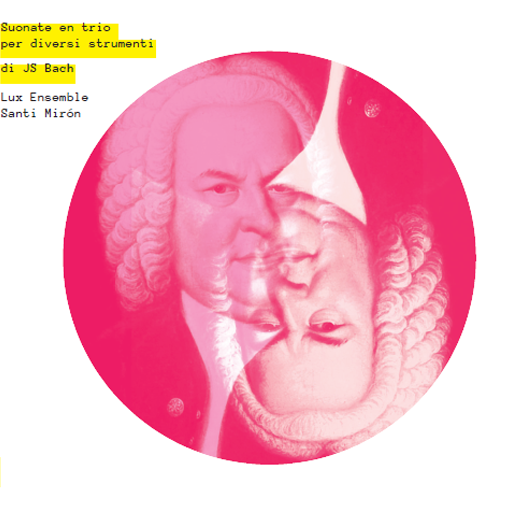 Suonate en trio
per diversi strumenti
di JS Bach
Lux Ensemble
Santi Mirón